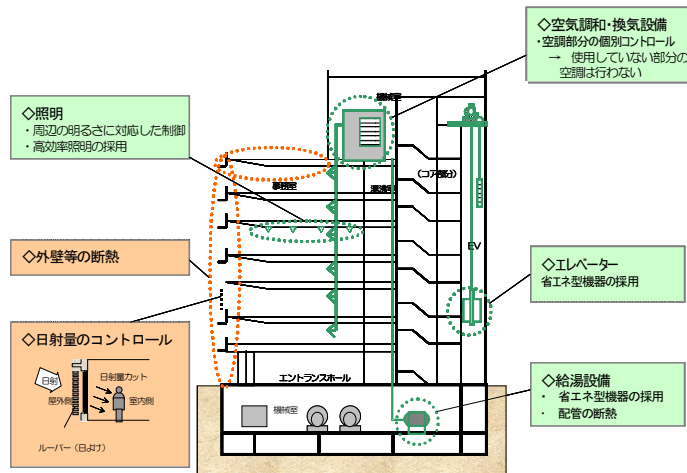 ◇空気調和・換気設備
・空調部分の個別コントロール
→ 使用していない部分の
空調は行わない
機械室
◇照明
・周辺の明るさに対応した制御
・高効率照明の採用
事務室
湯沸室
(コア部分)
EV
◇外壁等の断熱
◇エレベーター
省エネ型機器の採用
◇日射量のコントロール
日射
日射量カット
屋外側
室内側
ルーバー（日よけ）
エントランスホール
機械室
◇給湯設備
・ 省エネ型機器の採用
・ 配管の断熱